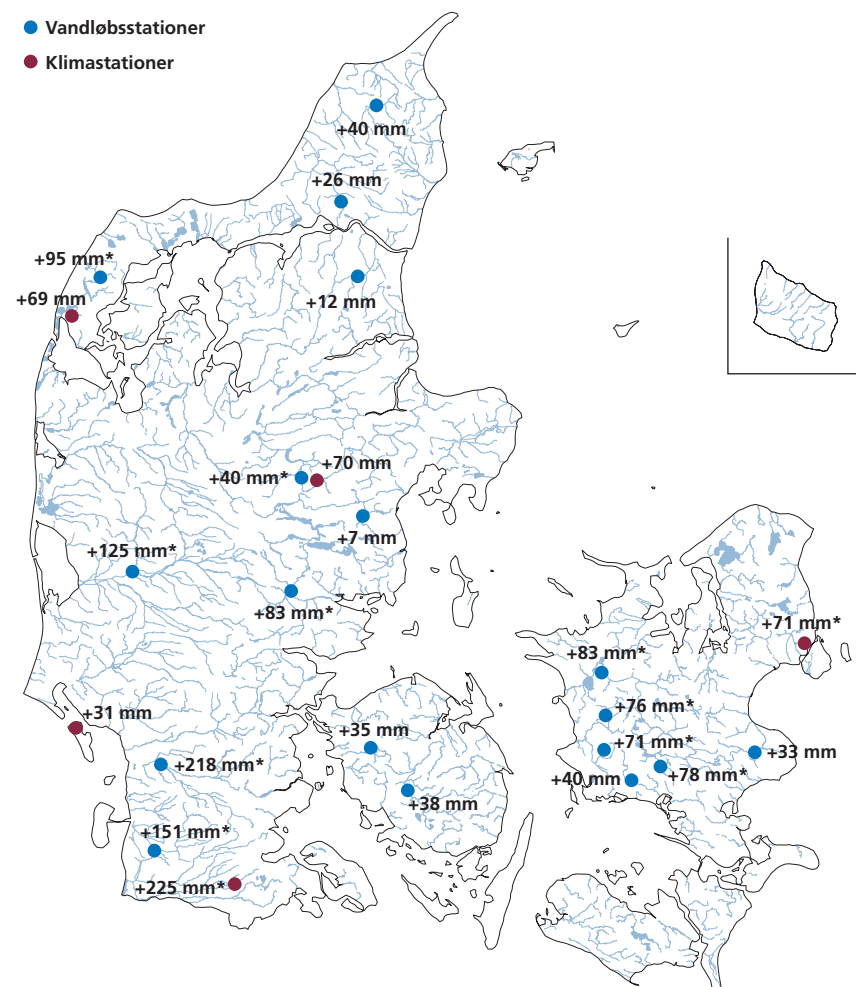 Vandløbsstationer
Klimastationer
+40 mm
+26 mm
+95 mm*
+69 mm
+12 mm
+70 mm
+40 mm*
+7 mm
+125 mm*
+83 mm*
+71 mm*
+83 mm*
+31 mm
+76 mm*
+35 mm
+71 mm*
+33 mm
+218 mm*
+78 mm*
+40 mm
+38 mm
+151 mm*
+225 mm*